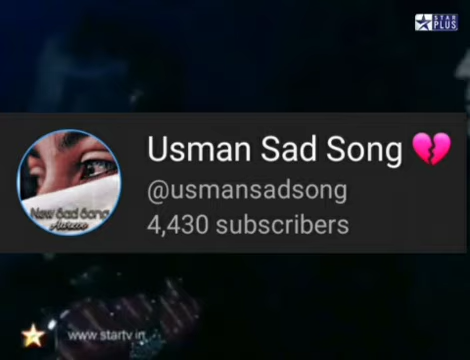 STAR
PLUS
Usman Sad Song 💔
@usmansadsong
4,430 subscribers
New Sad Song
www.startv.in